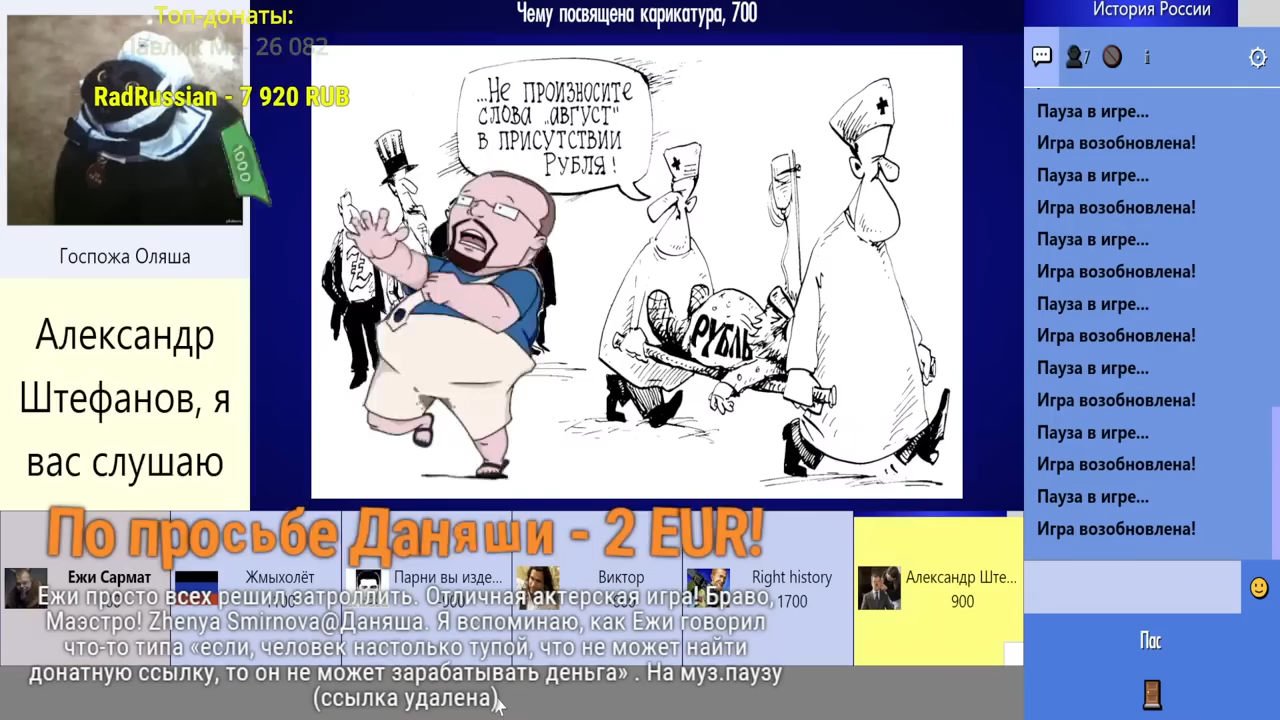 Чему посвящена карикатура, 700
История России
Топ-донаты:
- 26 082
RadRussian - 7 920 RUB
1000
...Не произносите
слова „август"
в присутствии
Рубля!
РУБЛЬ
7
i
Пауза в игре...
Игра возобновлена!
Пауза в игре...
Игра возобновлена!
Пауза в игре...
Игра возобновлена!
Пауза в игре...
Игра возобновлена!
Пауза в игре...
Игра возобновлена!
Пауза в игре...
Игра возобновлена!
Пауза в игре...
Игра возобновлена!
Госпожа Оляша
Александр
Штефанов, я
вас слушаю
По просьбе Даняши - 2 EUR!
Ежи Сармат
Жмыхолёт
Парни вы изде...
Виктор
Right history
1700
Александр Ште...
900
Ежи просто всех решил затроллить. Отличная актерская игра! Браво,
Маэстро! Zhenya Smirnova@Даняша. Я вспоминаю, как Ежи говорил
что-то типа «если, человек настолько тупой, что не может найти
донатную ссылку, то он не может зарабатывать деньга» . На муз.паузу
(ссылка удалена)
Пас